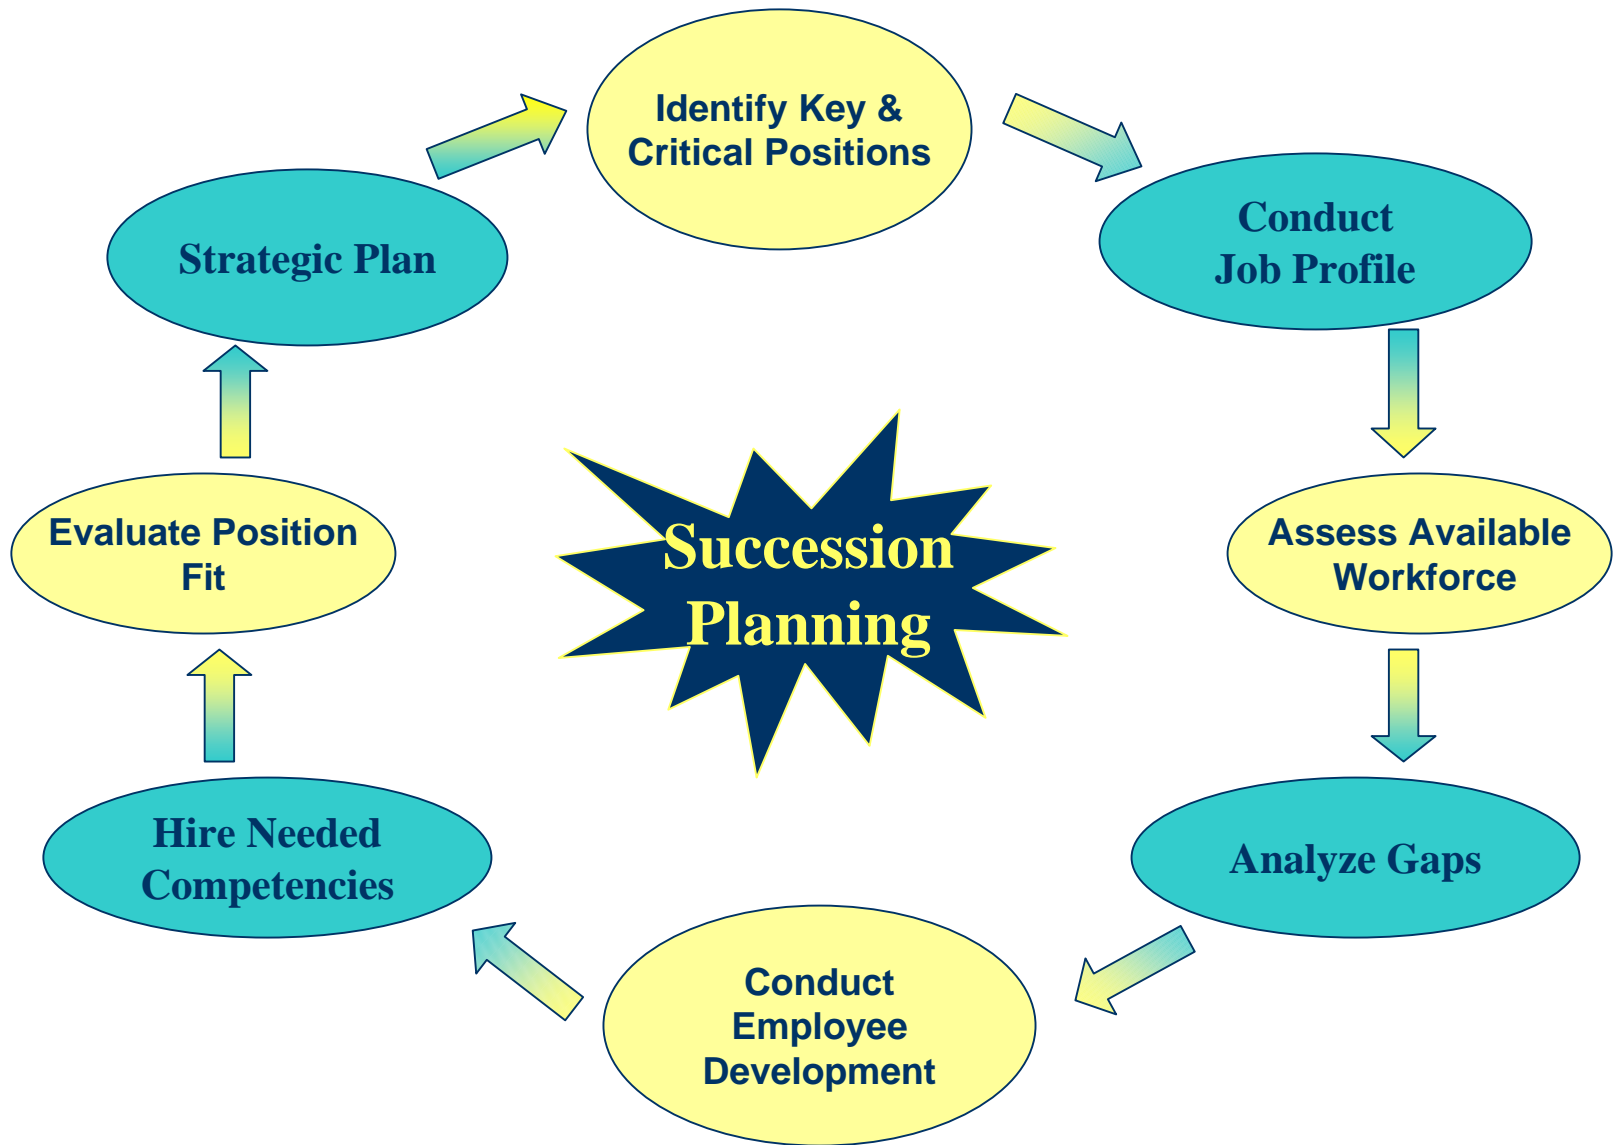 Identify Key &
Critical Positions
Conduct
Job Profile
Assess Available
Workforce
Analyze Gaps
Conduct
Employee
Development
Hire Needed
Competencies
Evaluate Position
Fit
Strategic Plan
Succession
Planning